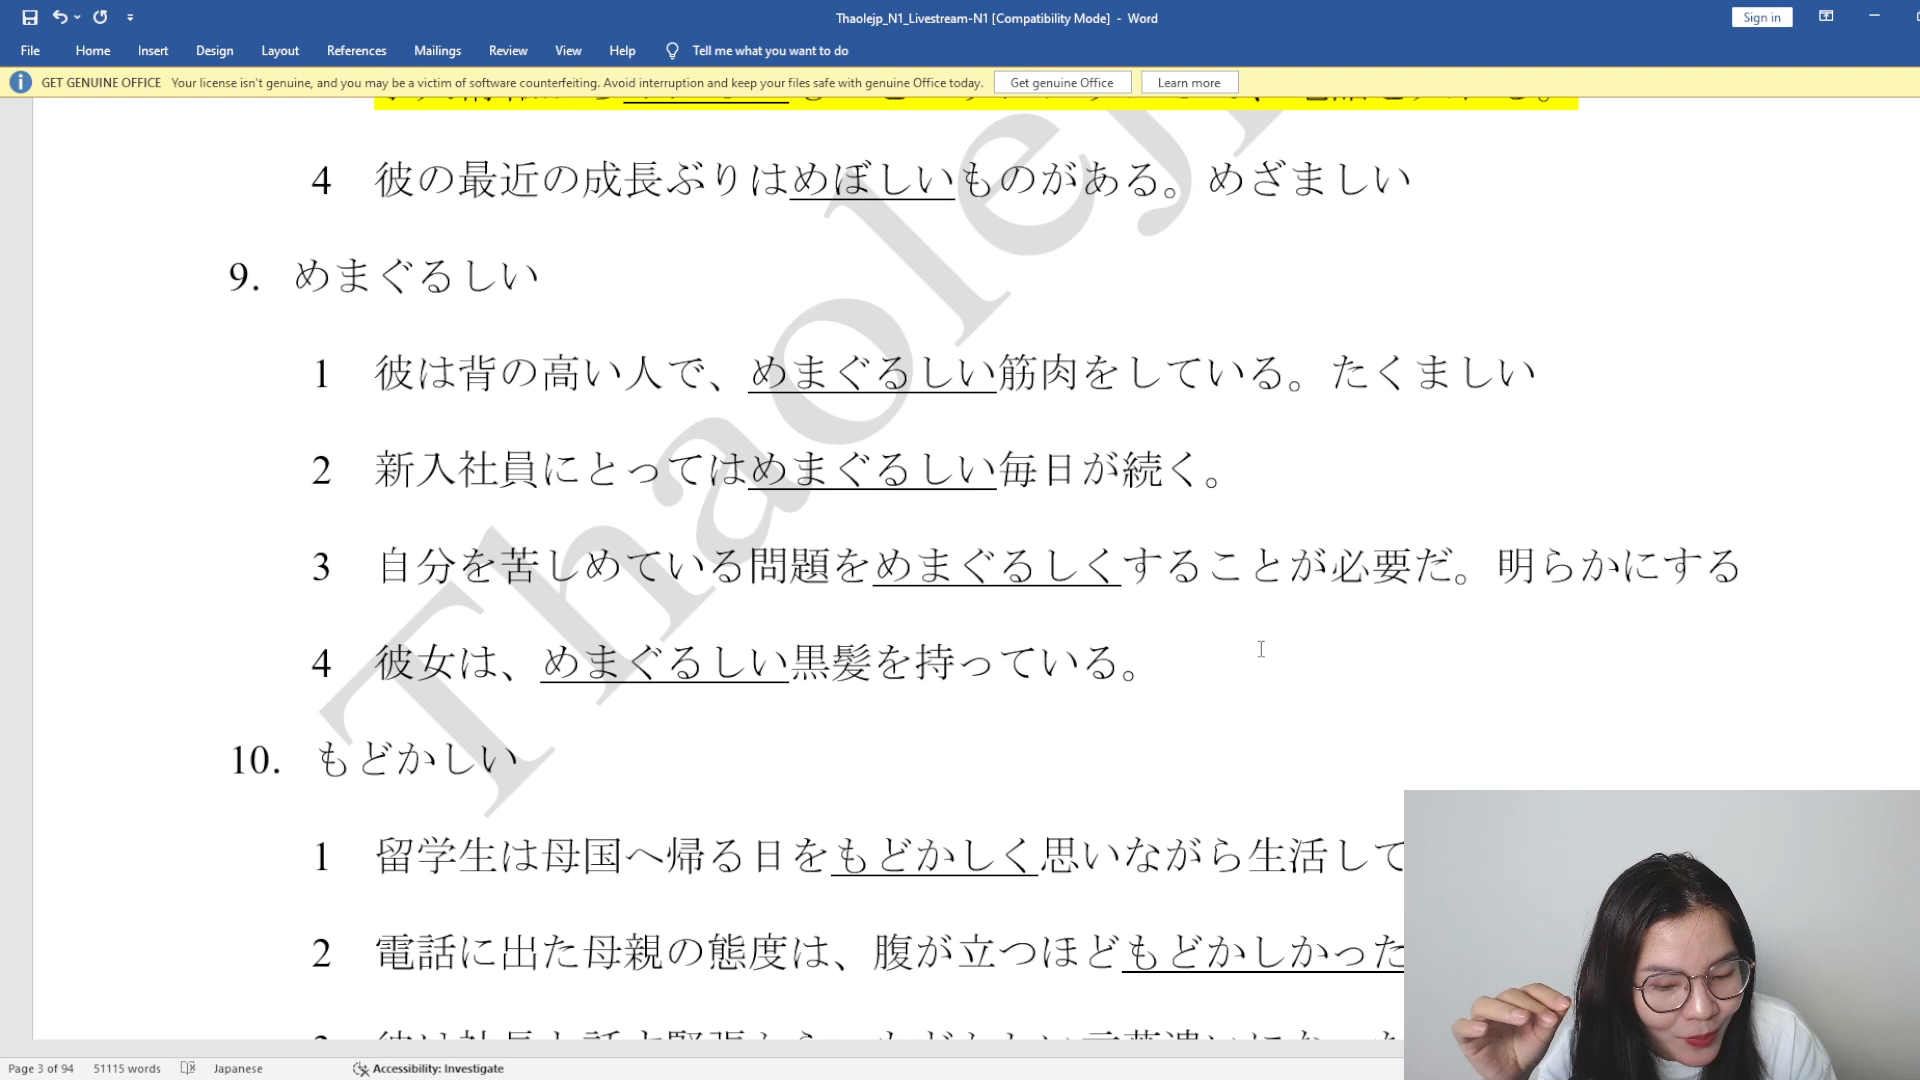 Thaolejp_N1_Livestream-N1 [Compatibility Mode] - Word
Sign in
File Home Insert Design Layout References Mailings Review View Help Tell me what you want to do
GET GENUINE OFFICE Your license isn't genuine, and you may be a victim of software counterfeiting. Avoid interruption and keep your files safe with genuine Office today. Get genuine Office Learn more
4 彼の最近の成長ぶりはめぼしいものがある。めざましい
9. めまぐるしい
1 彼は背の高い人で、めまぐるしい筋肉をしている。たくましい
2 新入社員にとってはめまぐるしい毎日が続く。
3 自分を苦しめている問題をめまぐるしくすることが必要だ。明らかにする
4 彼女は、めまぐるしい黒髪を持っている。
10. もどかしい
1 留学生は母国へ帰る日をもどかしく思いながら生活して
2 電話に出た母親の態度は、腹が立つほどもどかしかった
Thaolej
Page 3 of 94 51115 words Japanese Accessibility: Investigate